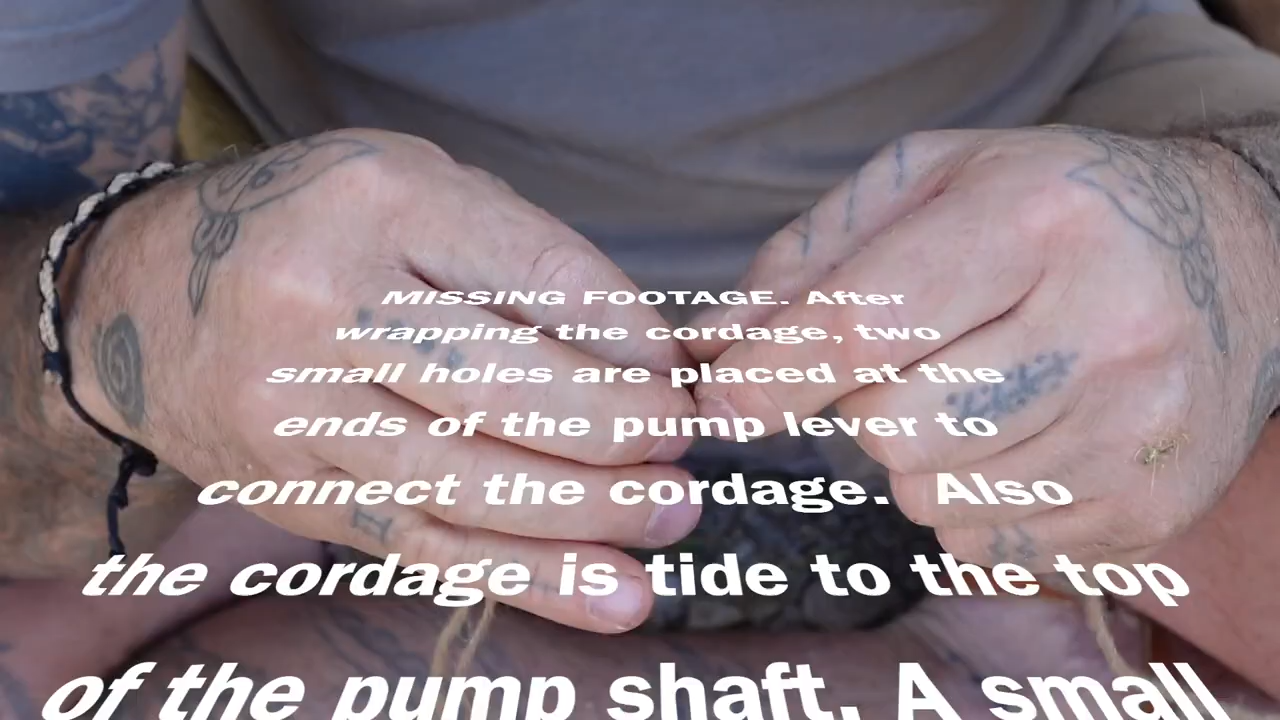 MISSING FOOTAGE. After
wrapping the cordage, two
small holes are placed at the
ends of the pump lever to
connect the cordage. Also
the cordage is tide to the top
of the pump shaft. A small